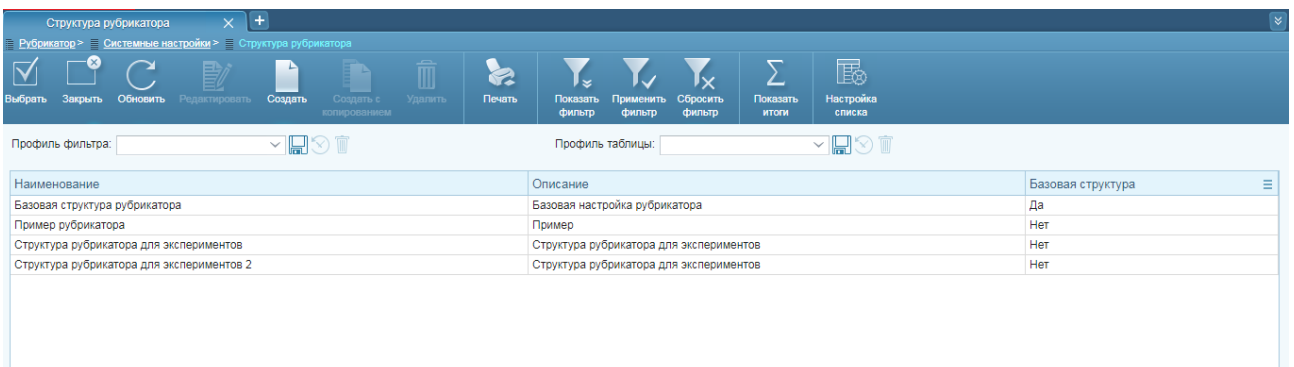 Структура рубрикатора
Рубрикатор > Системные настройки > Структура рубрикатора
Выбрать Закрыть Обновить Редактировать Создать Создать с копированием Удалить Печать Показать фильтр Применить фильтр Сбросить фильтр Показать итоги Настройка списка
Профиль фильтра: Профиль таблицы:
Наименование Описание Базовая структура
Базовая структура рубрикатора Базовая настройка рубрикатора Да
Пример рубрикатора Пример Нет
Структура рубрикатора для экспериментов Структура рубрикатора для экспериментов Нет
Структура рубрикатора для экспериментов 2 Структура рубрикатора для экспериментов Нет